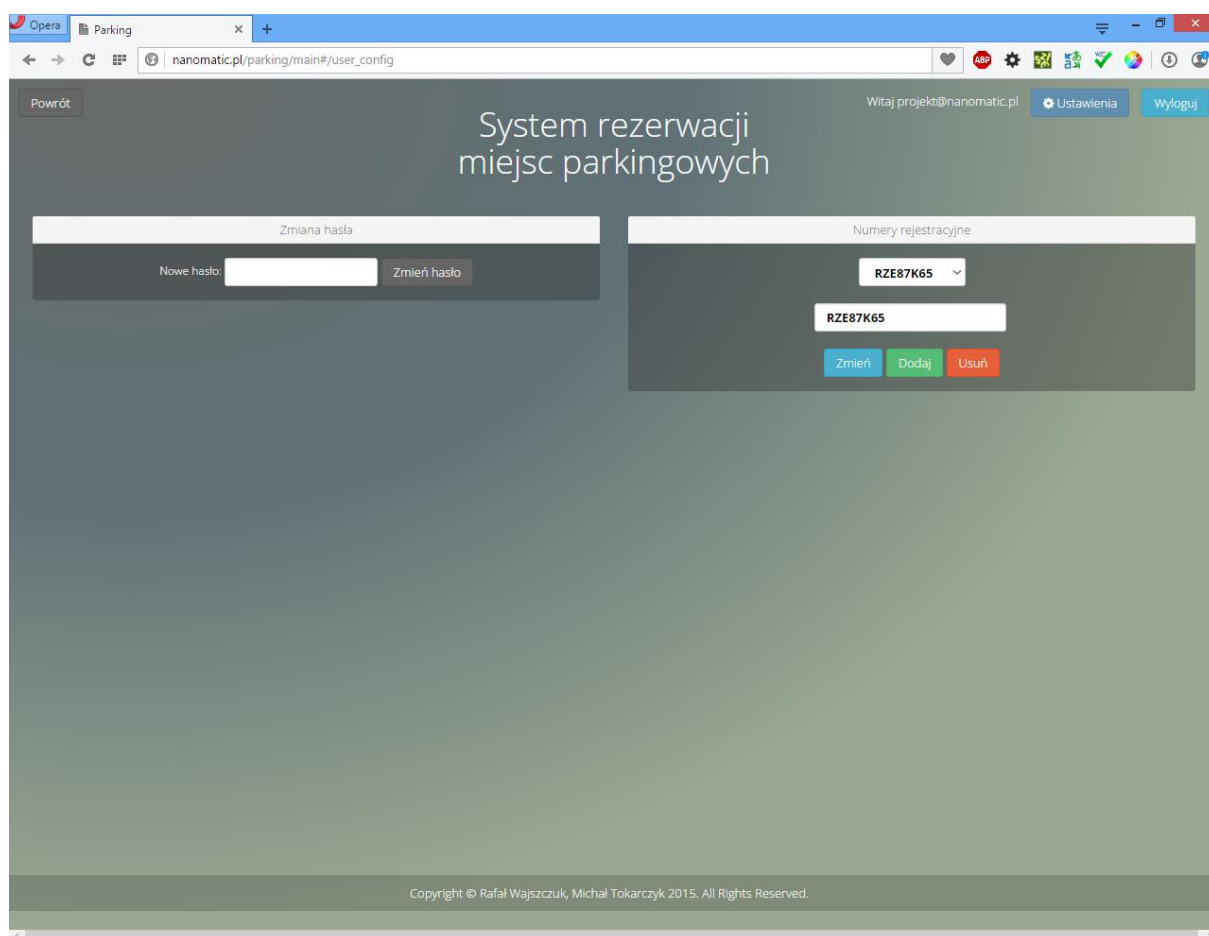 Opera
Parking
nanomatic.pl/parking/main#/user_config
ABP
Powrót
Witaj projekt@nanomatic.pl
Ustawienia
Wyloguj
System rezerwacji
miejsc parkingowych
Zmiana hasła
Nowe hasło:
Zmień hasło
Numery rejestracyjne
RZE87K65
RZE87K65
Zmień
Dodaj
Usuń
Copyright © Rafał Wajszczuk, Michał Tokarczyk 2015. All Rights Reserved.